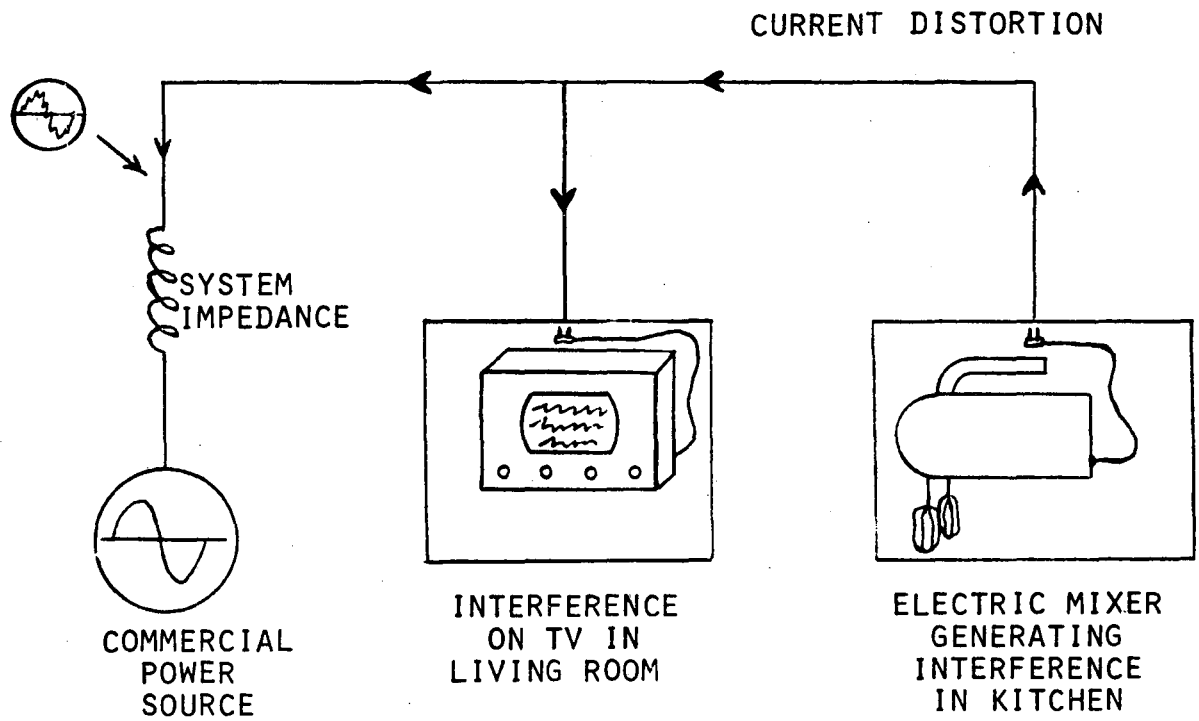 CURRENT DISTORTION
SYSTEM
IMPEDANCE
COMMERCIAL
POWER
SOURCE
INTERFERENCE
ON TV IN
LIVING ROOM
ELECTRIC MIXER
GENERATING
INTERFERENCE
IN KITCHEN